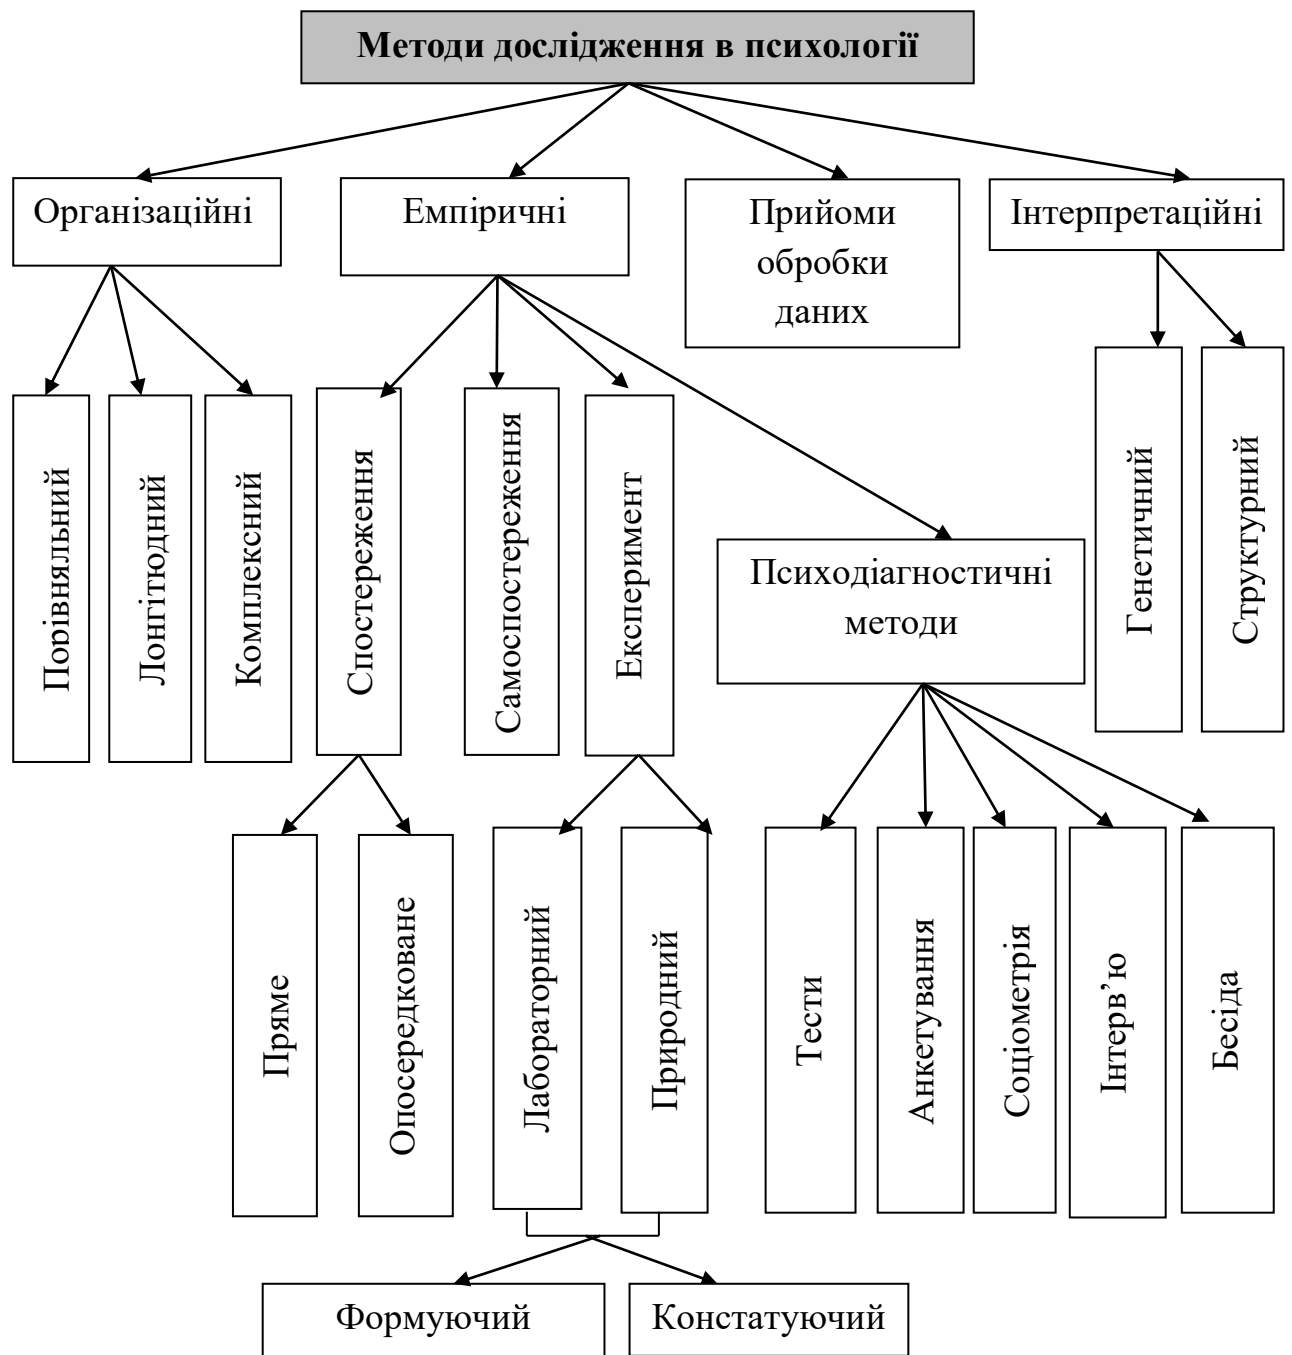 Методи дослідження в психології
Організаційні
Емпіричні
Прийоми
обробки
даних
Інтерпретаційні
Порівняльний
Лонгітюдний
Комплексний
Спостереження
Самоспостереження
Експеримент
Психодіагностичні
методи
Генетичний
Структурний
Пряме
Опосередковане
Лабораторний
Природний
Тести
Анкетування
Соціометрія
Інтерв’ю
Бесіда
Формуючий
Констатуючий